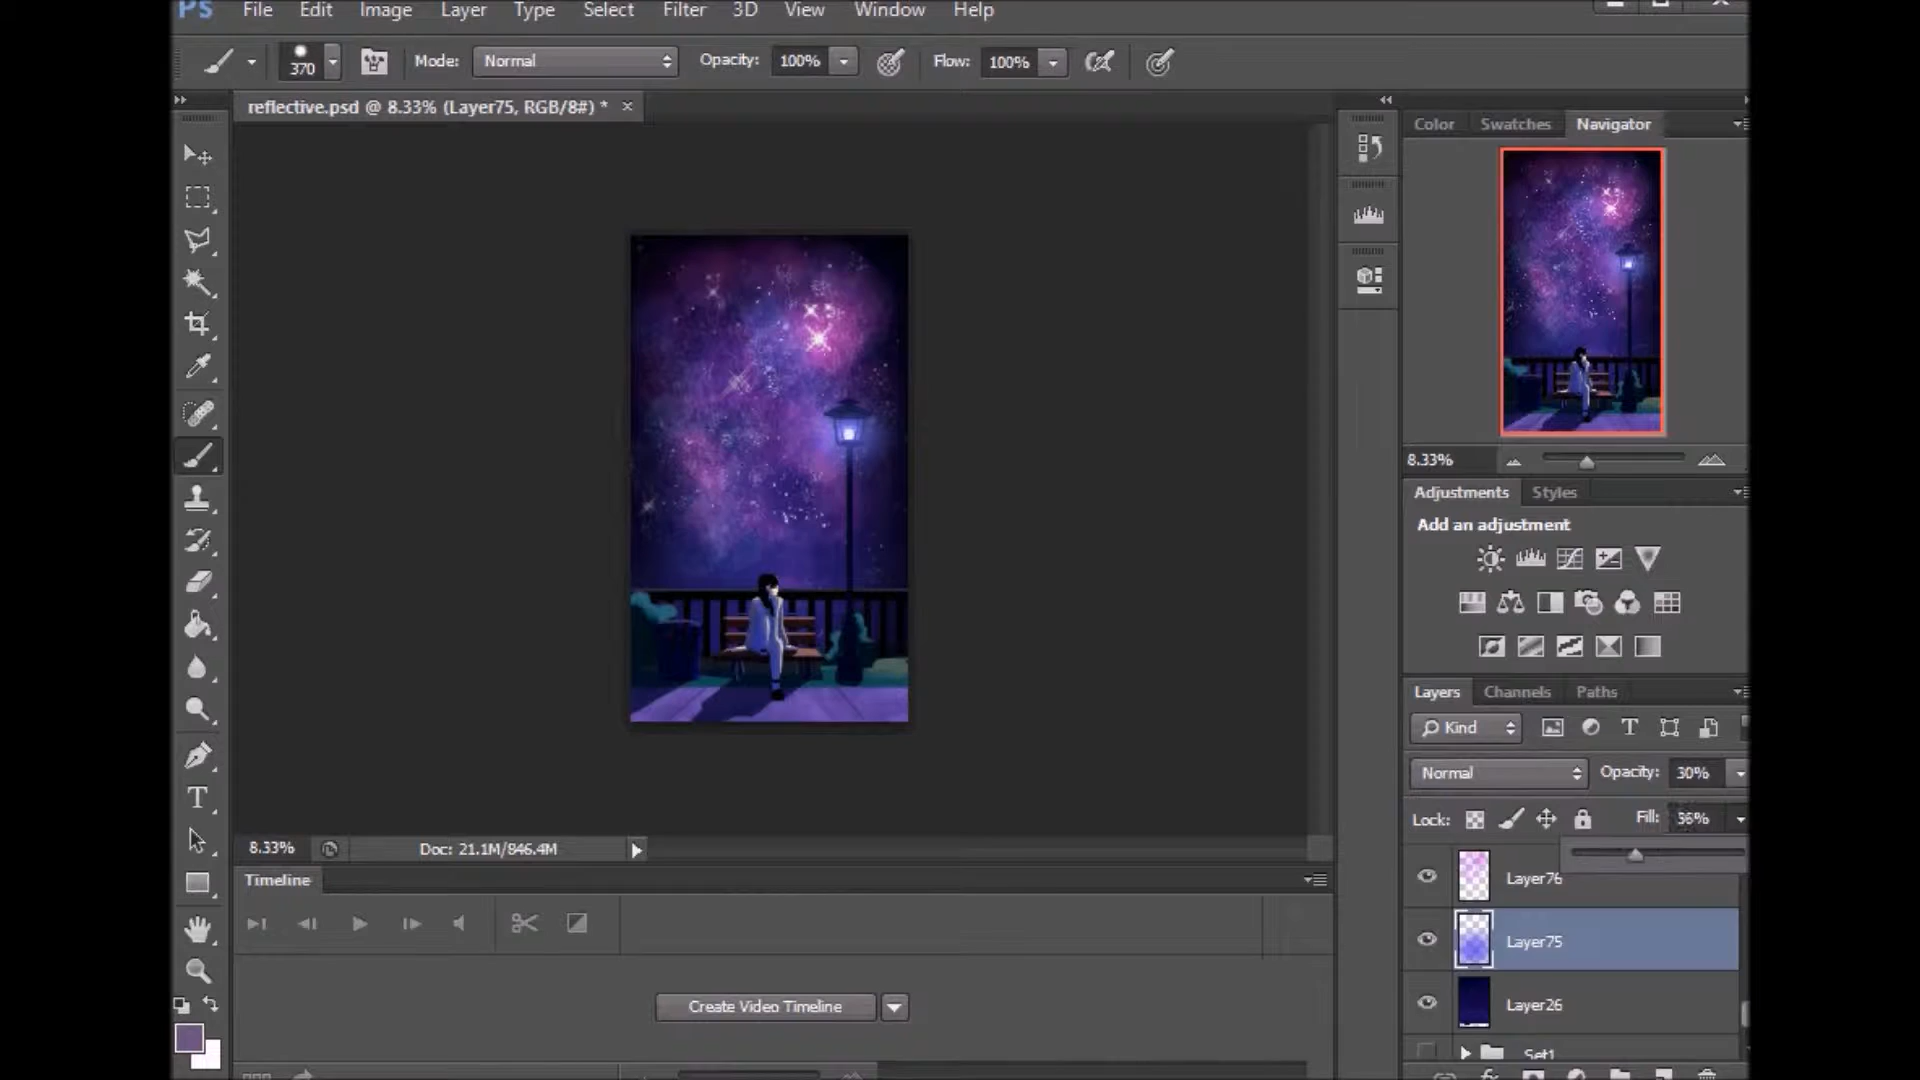 Ps File Edit Image Layer Type Select Filter 3D View Window Help
370 Mode: Normal Opacity: 100% Flow: 100%
reflective.psd @ 8.33% (Layer75, RGB/8#) * ×
Color Swatches Navigator
8.33%
Adjustments Styles
Add an adjustment
Layers Channels Paths
Kind
Normal Opacity: 30%
Lock: Fill: 36%
Layer76
Layer75
Layer26
Set1
8.33% Doc: 21.1M/846.4M
Timeline
Create Video Timeline